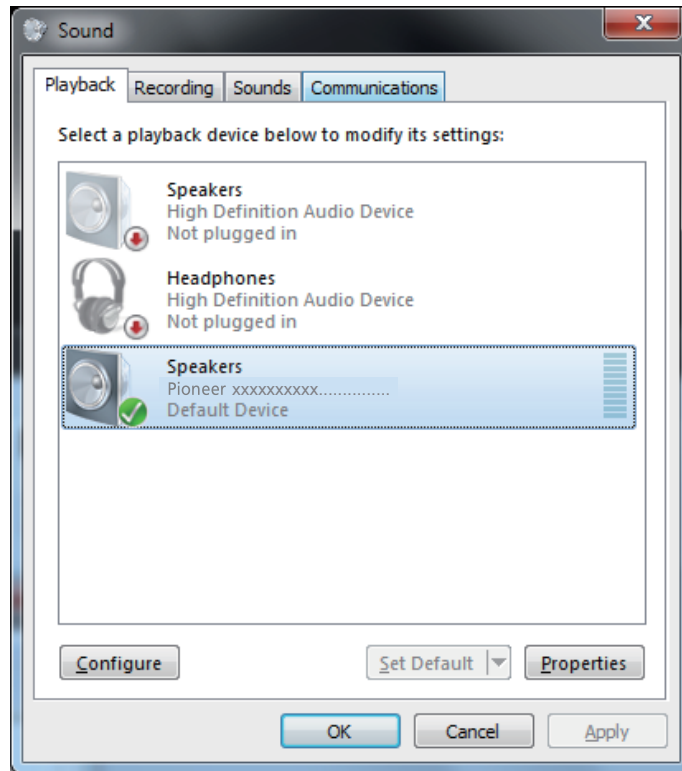 Sound
Playback Recording Sounds Communications
Select a playback device below to modify its settings:
Speakers
High Definition Audio Device
Not plugged in
Headphones
High Definition Audio Device
Not plugged in
Speakers
Pioneer xxxxxxxxxx...............
Default Device
Configure Set Default Properties
OK Cancel Apply